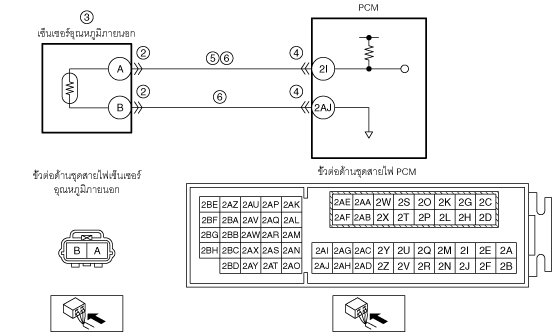 PCM
③
เซ็นเซอร์อุณหภูมิภายนอก
② ⑤ ⑥ ④
A 2I
② ⑥ ④
B 2AJ
ขั้วต่อด้านชุดสายไฟเซ็นเซอร์
อุณหภูมิภายนอก
ขั้วต่อด้านชุดสายไฟ PCM
B A
2BE 2AZ 2AU 2AP 2AK 2AE 2AA 2W 2S 2O 2K 2G 2C
2BF 2BA 2AV 2AQ 2AL 2AF 2AB 2X 2T 2P 2L 2H 2D
2BG 2BB 2AW 2AR 2AM
2BH 2BC 2AX 2AS 2AN 2AI 2AG 2AC 2Y 2U 2Q 2M 2I 2E 2A
2BD 2AY 2AT 2AO 2AJ 2AH 2AD 2Z 2V 2R 2N 2J 2F 2B